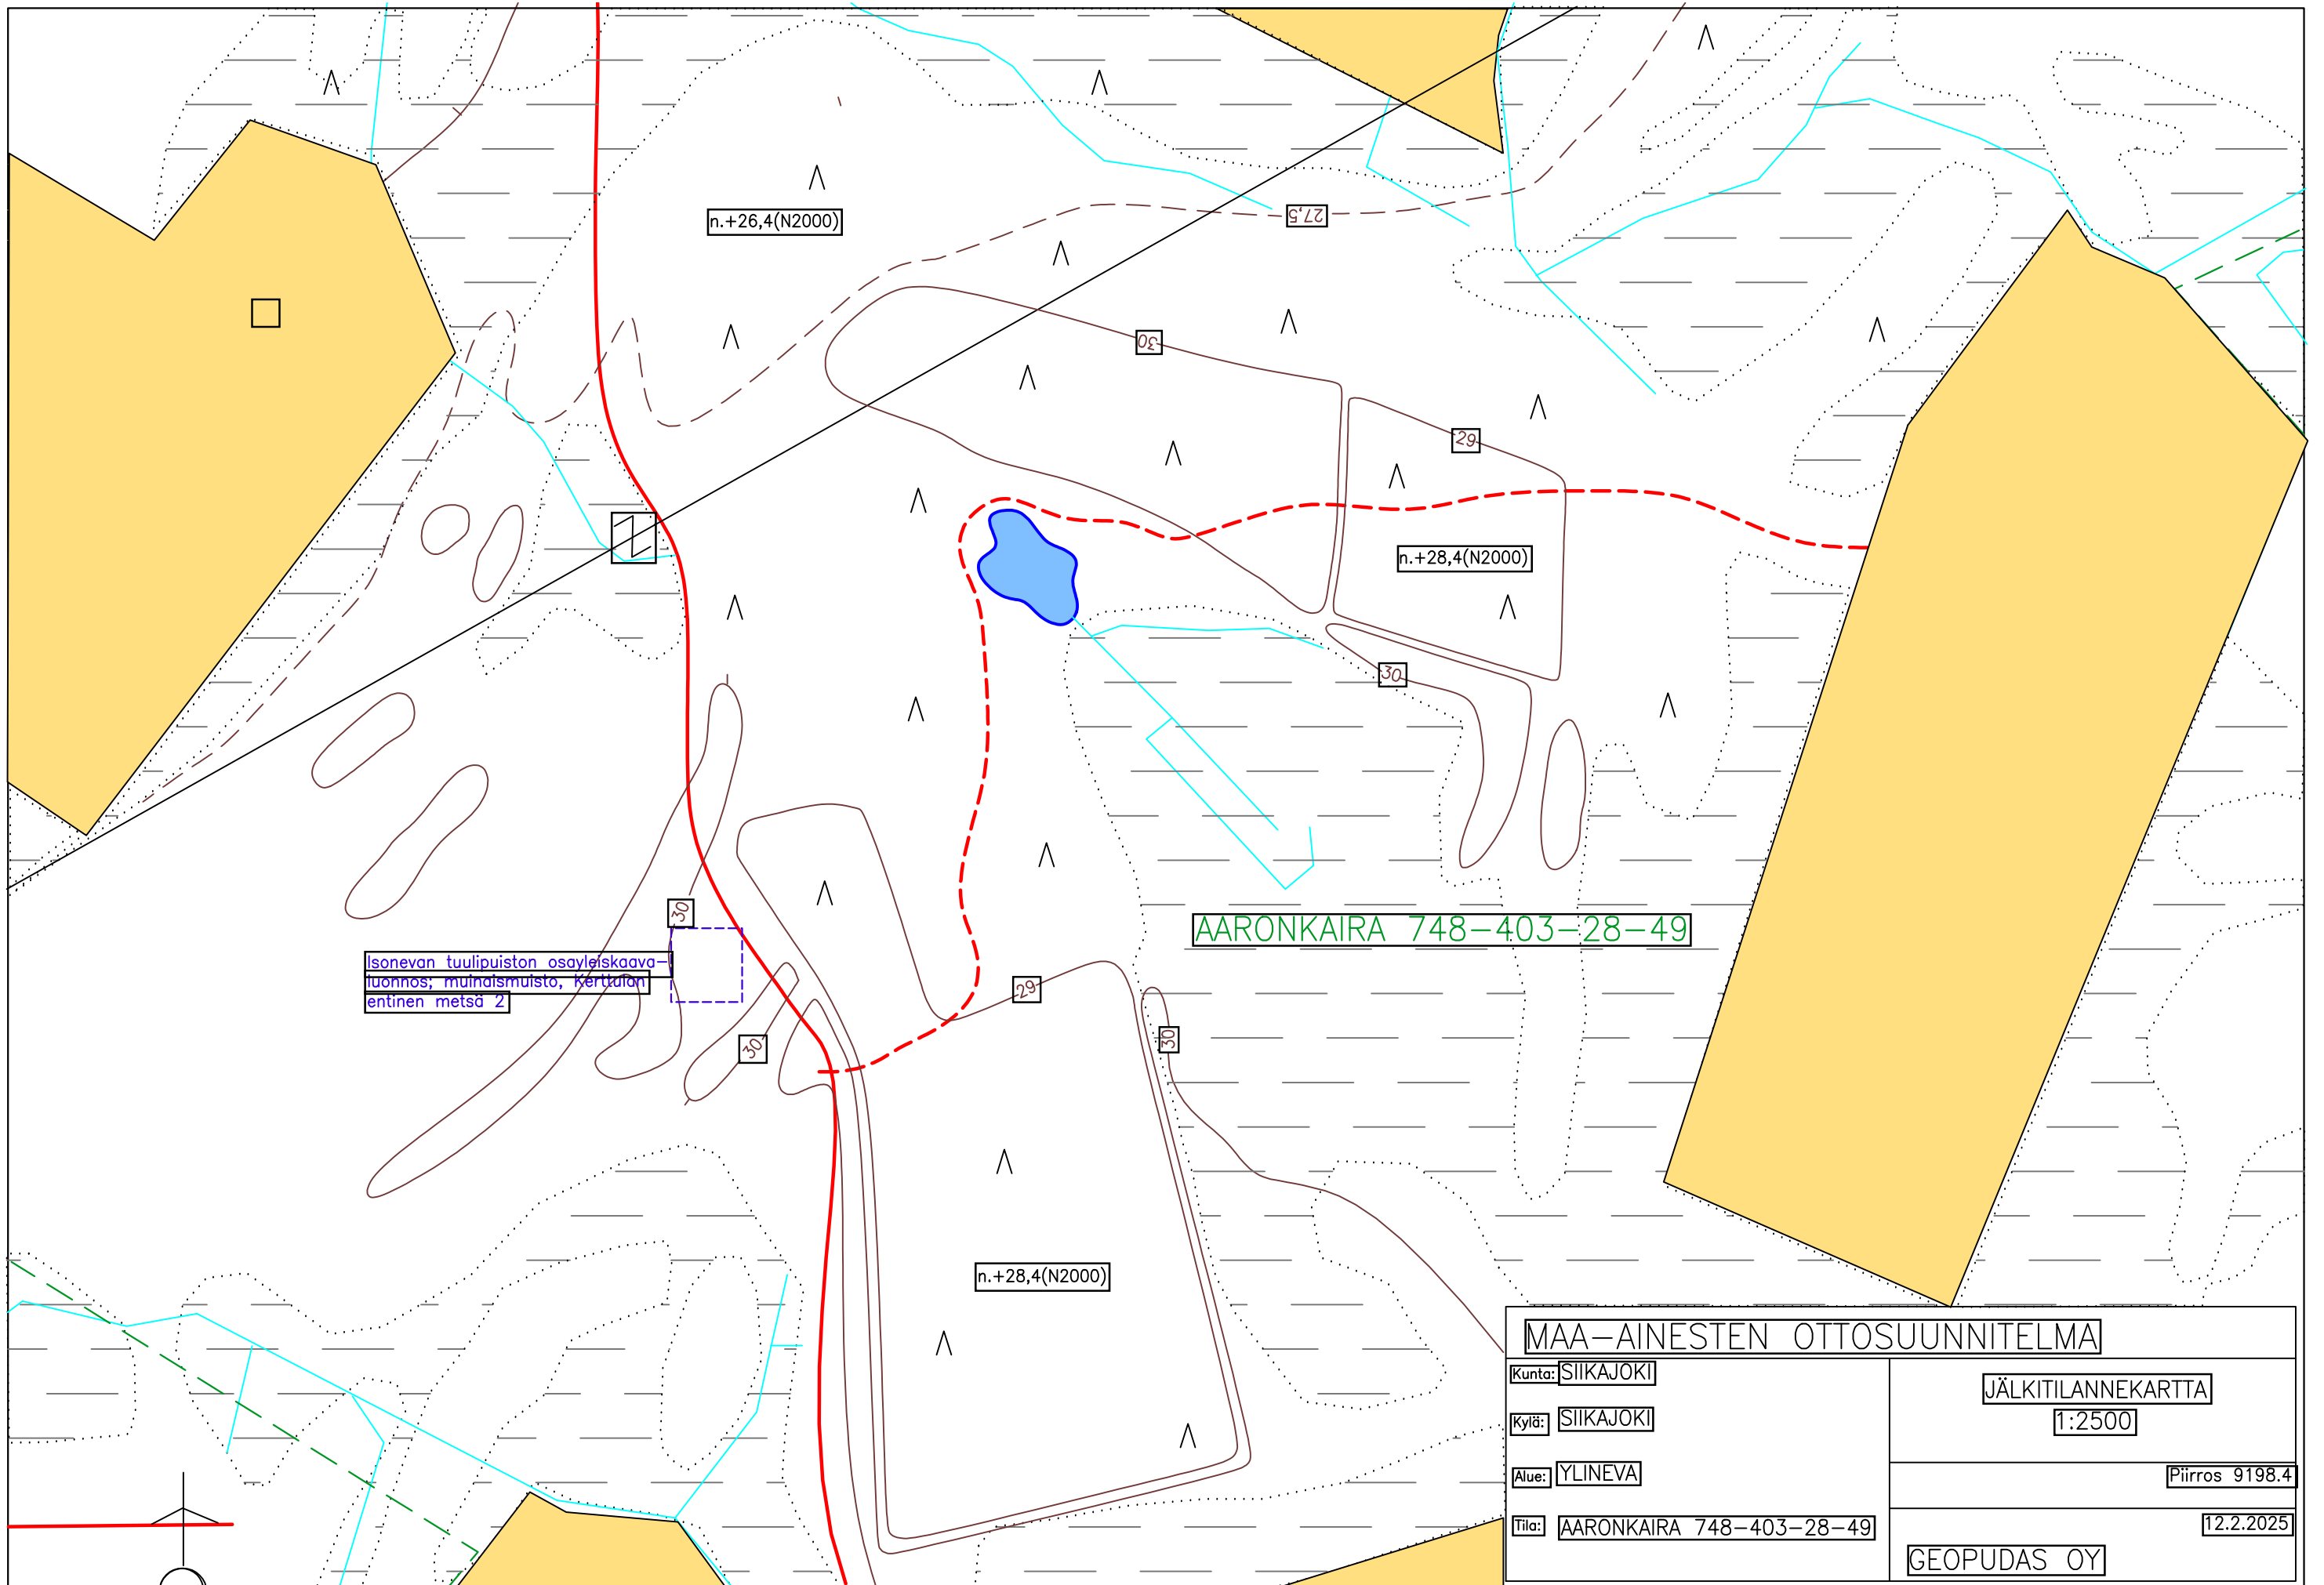 n.+26,4(N2000)
27,5
30
29
n.+28,4(N2000)
30
30
AARONKAIRA 748-403-28-49
Isonevan tuulipuiston osayleiskaava-
luonnos; muinaismuisto, Kerttulan
entinen metsä 2
29
30
30
n.+28,4(N2000)
MAA-AINESTEN OTTOSUUNNITELMA
Kunta: SIIKAJOKI
JÄLKITILANNEKARTTA
1:2500
Kylä: SIIKAJOKI
Alue: YLINEVA
Piirros 9198.4
Tila: AARONKAIRA 748-403-28-49
12.2.2025
GEOPUDAS OY